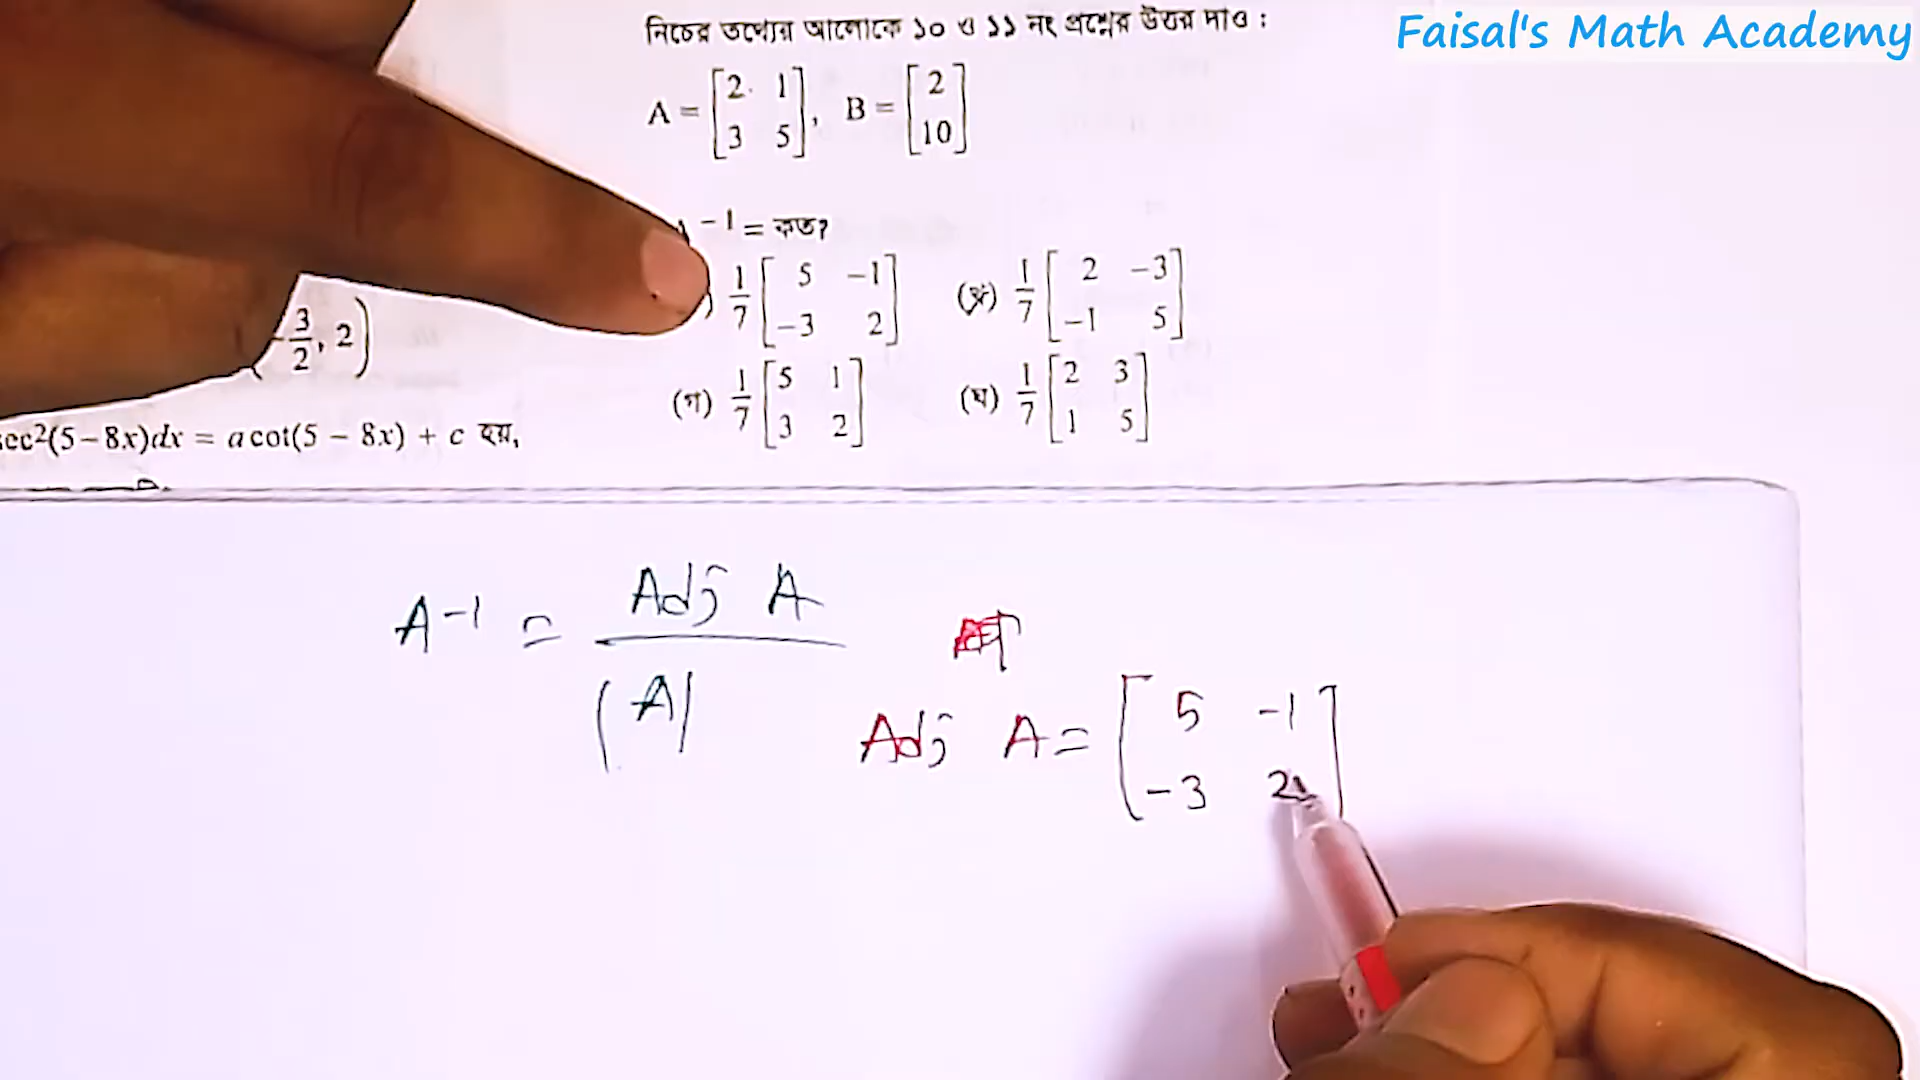 Faisal's Math Academy
নিচের তথ্যের আলোকে ১০ ও ১১ নং প্রশ্নের উত্তর দাও :
A = [2 1
3 5], B = [2
10]
−1 = কত?
1/7 [5 −1
−3 2] (খ) 1/7 [2 −3
−1 5]
(গ) 1/7 [5 1
3 2] (ঘ) 1/7 [2 3
1 5]
3/2, 2)
sec²(5 – 8x)dx = a cot(5 – 8x) + c হয়,
A⁻¹ = Adj A
|A|
Adj A = [5 -1
-3 2]